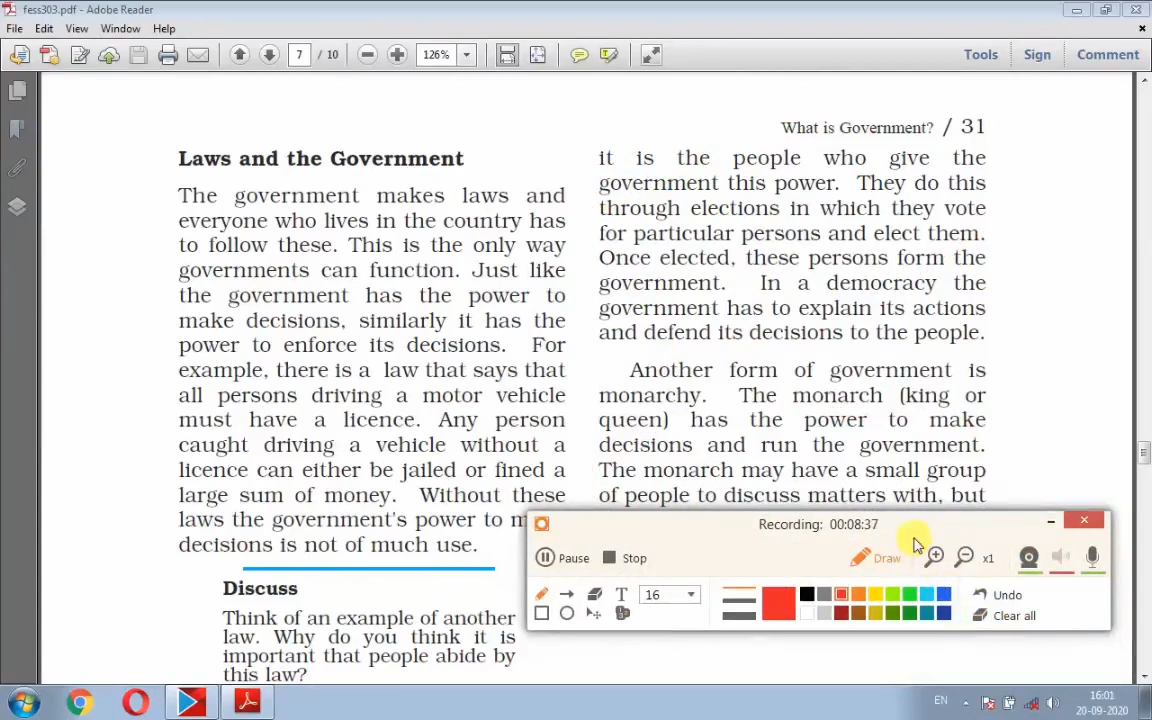 fess303.pdf - Adobe Reader
File Edit View Window Help
7 / 10 126% Tools Sign Comment
What is Government? / 31
Laws and the Government
The government makes laws and
everyone who lives in the country has
to follow these. This is the only way
governments can function. Just like
the government has the power to
make decisions, similarly it has the
power to enforce its decisions. For
example, there is a law that says that
all persons driving a motor vehicle
must have a licence. Any person
caught driving a vehicle without a
licence can either be jailed or fined a
large sum of money. Without these
laws the government's power to m
decisions is not of much use.
Discuss
Think of an example of another
law. Why do you think it is
important that people abide by
this law?
it is the people who give the
government this power. They do this
through elections in which they vote
for particular persons and elect them.
Once elected, these persons form the
government. In a democracy the
government has to explain its actions
and defend its decisions to the people.
Another form of government is
monarchy. The monarch (king or
queen) has the power to make
decisions and run the government.
The monarch may have a small group
of people to discuss matters with, but
Recording: 00:08:37
Pause Stop Draw x1
T 16 Undo
Clear all
EN 16:01
20-09-2020